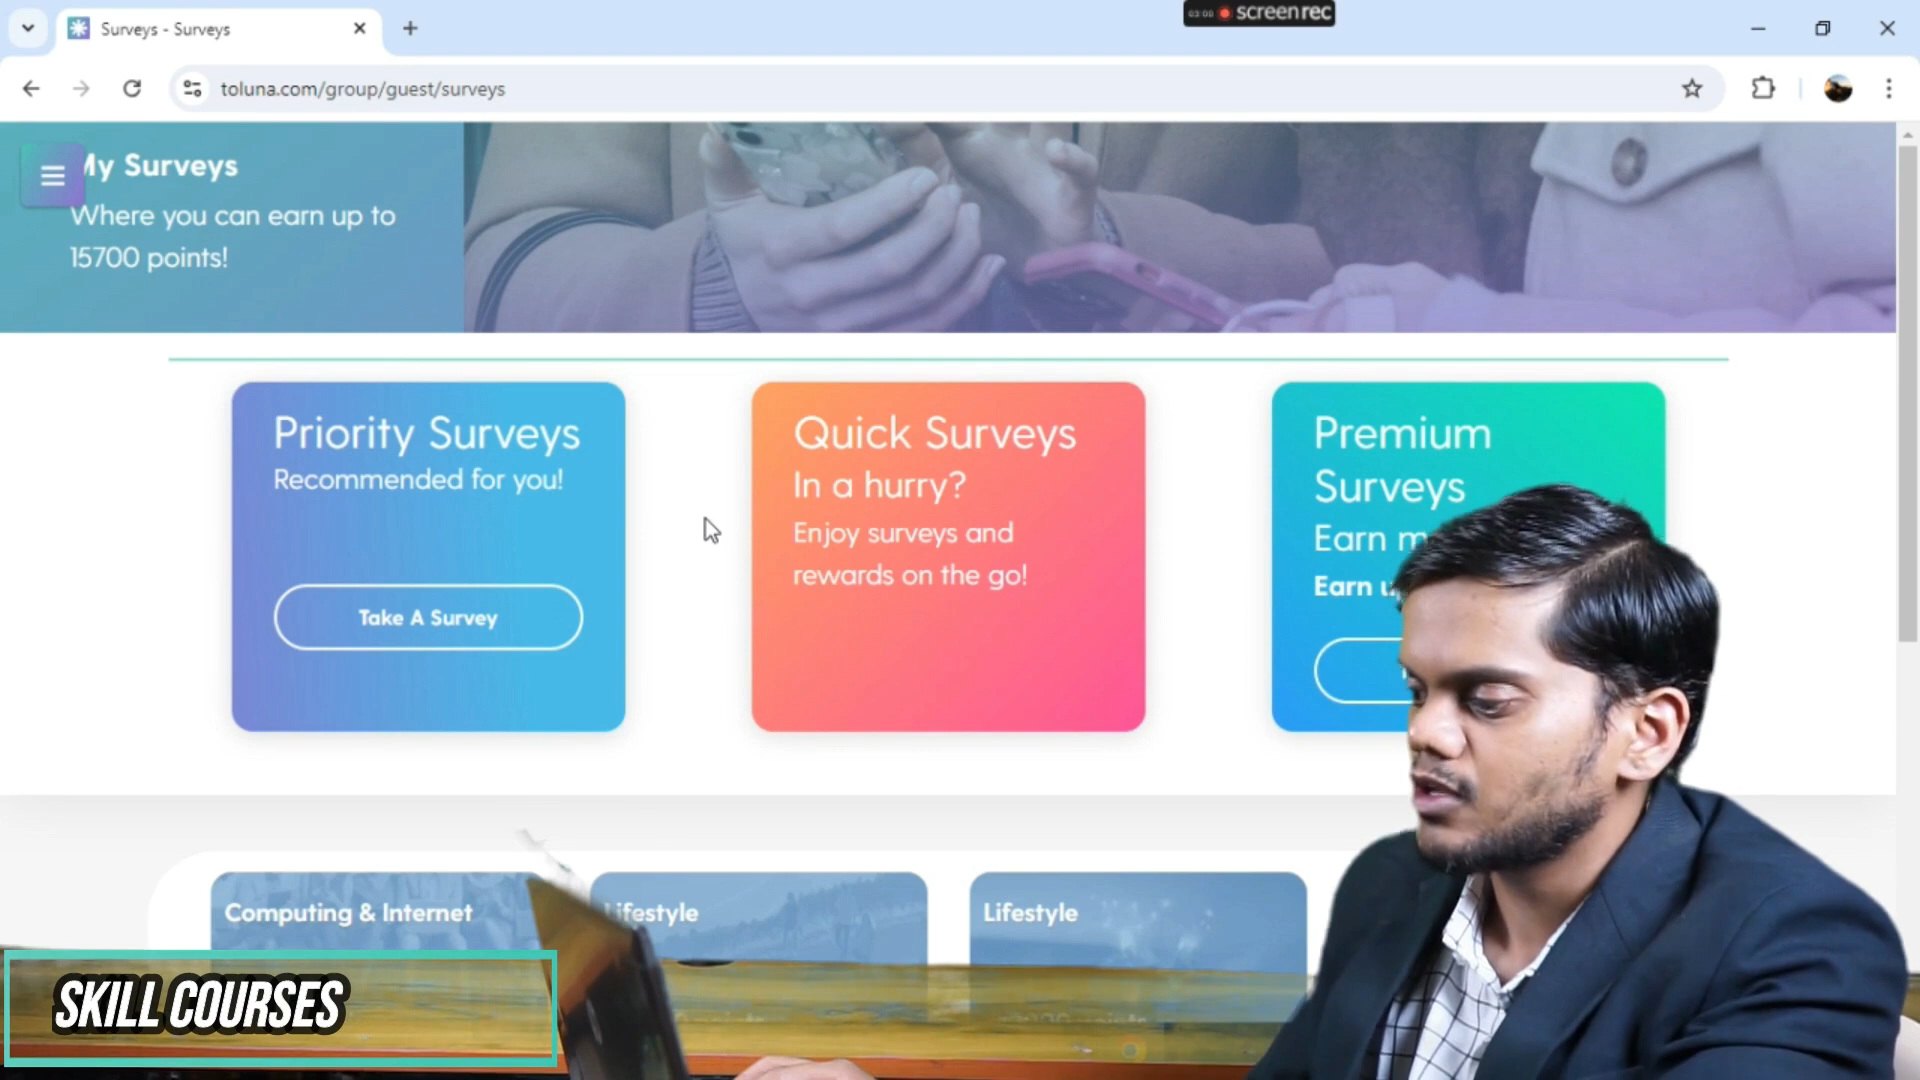 Surveys - Surveys
03:09 screenrec
toluna.com/group/guest/surveys
My Surveys
Where you can earn up to
15700 points!
Priority Surveys
Recommended for you!
Take A Survey
Quick Surveys
In a hurry?
Enjoy surveys and
rewards on the go!
Premium
Surveys
Earn
Earn
Computing & Internet
Lifestyle
Lifestyle
SKILL COURSES